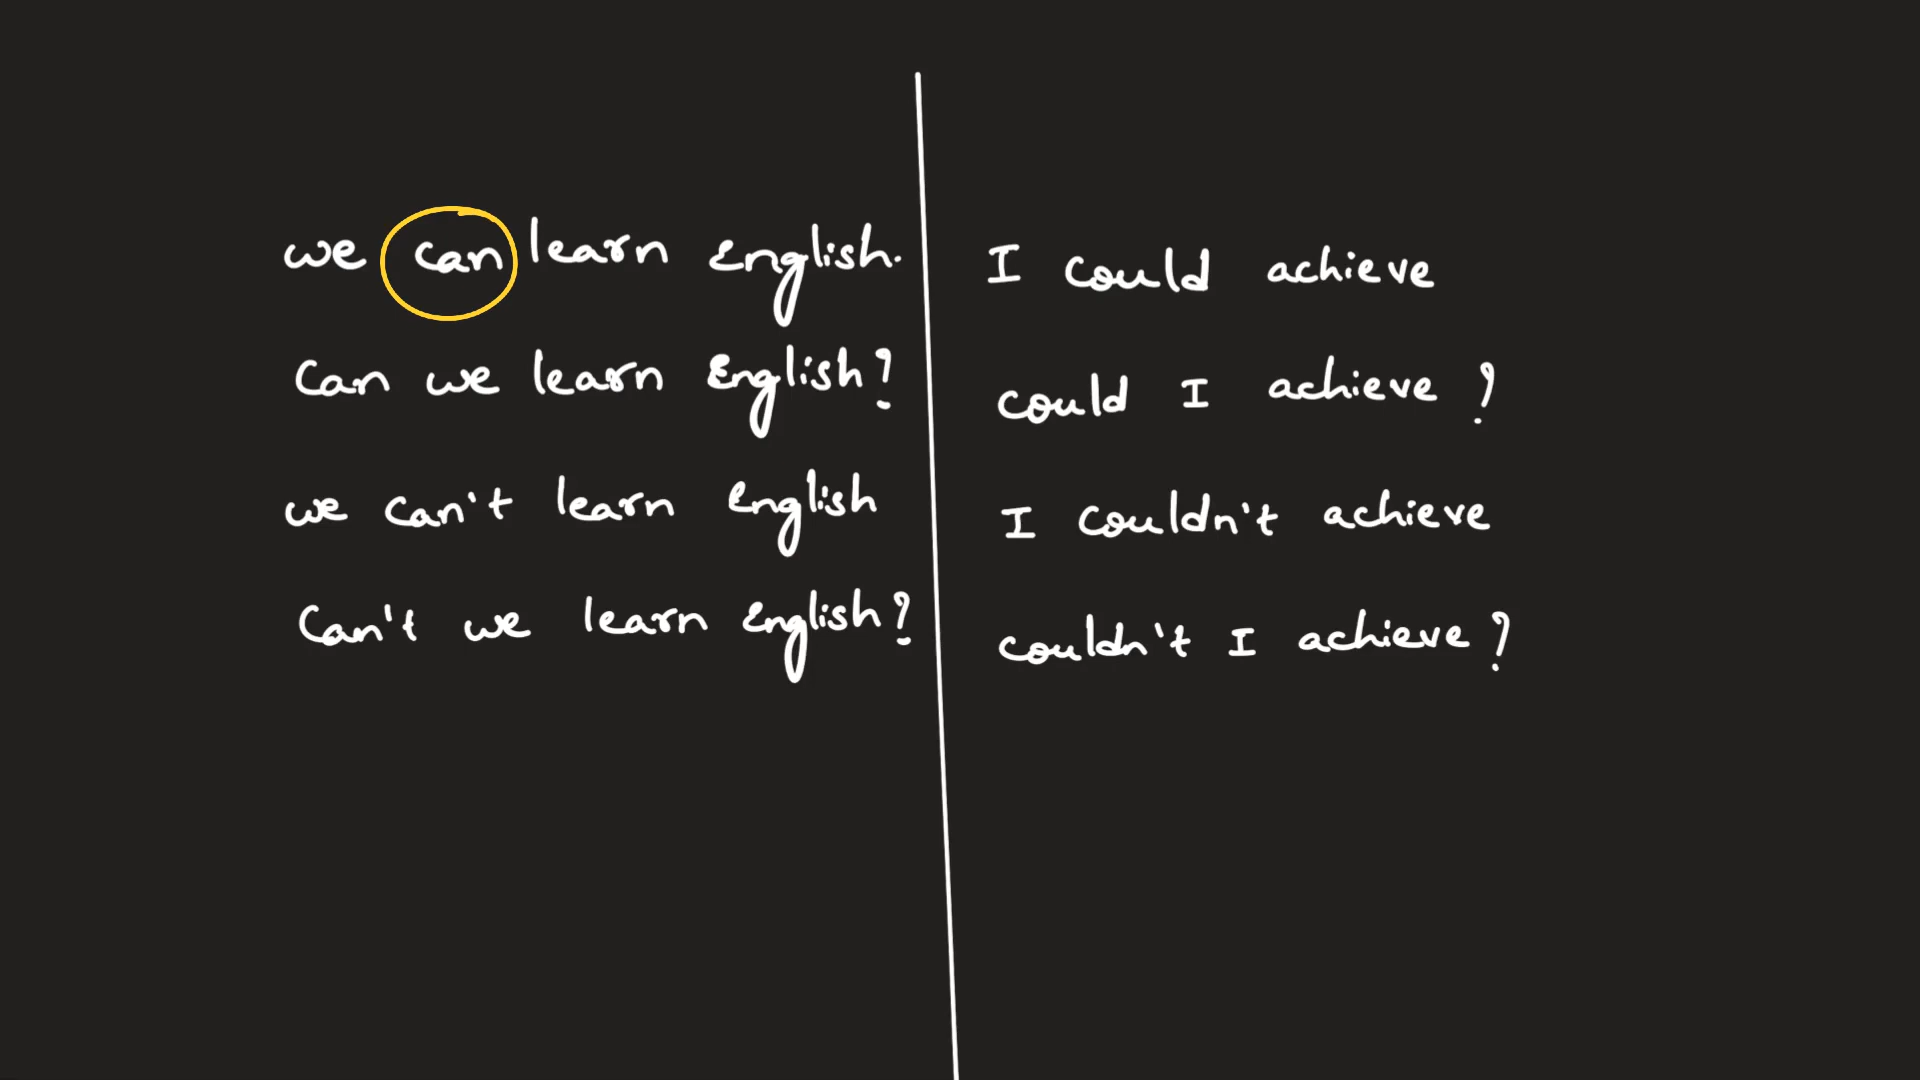 we can learn English.
Can we learn English?
we can't learn English
Can't we learn English?
I could achieve
could I achieve ?
I couldn't achieve
couldn't I achieve ?